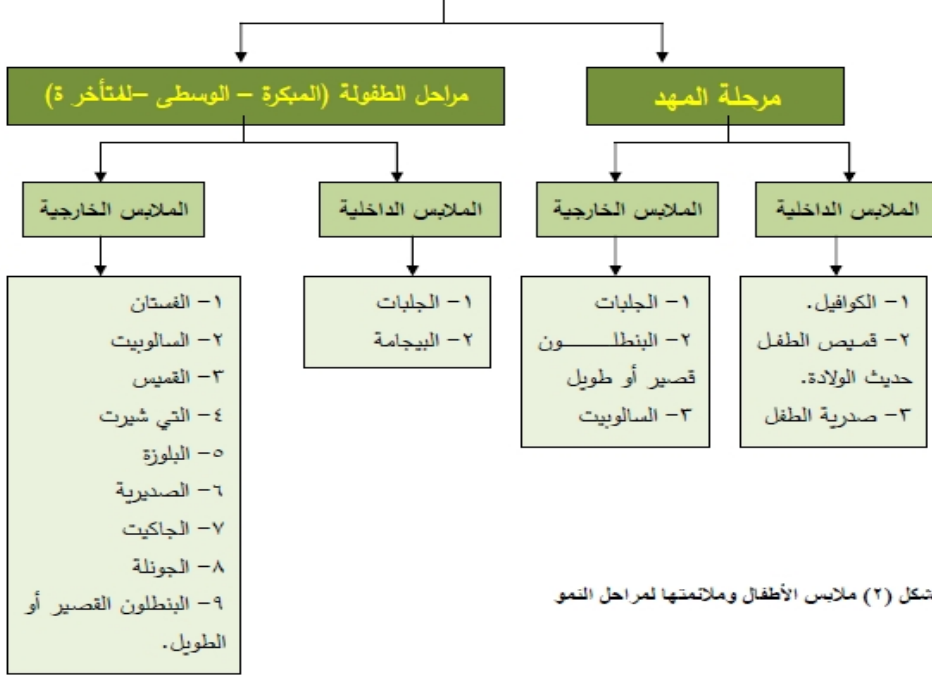 مرحلة المهد
مراحل الطفولة (المبكرة – الوسطى –المتأخر ة)
الملابس الداخلية
الملابس الخارجية
الملابس الداخلية
الملابس الخارجية
١- الكوافيل.
٢- قميص الطفل
حديث الولادة.
٣- صدرية الطفل
١- الجلبات
٢- البنطلـــــون
قصير أو طويل
٣- السالوبيت
١- الجلبات
٢- البيجامة
١- الفستان
٢- السالوبيت
٣- القميس
٤- التي شيرت
٥- البلوزة
٦- الصديرية
٧- الجاكيت
٨- الجونلة
٩- البنطلون القصير أو
الطويل.
شكل (٢) ملابس الأطفال وملائمتها لمراحل النمو